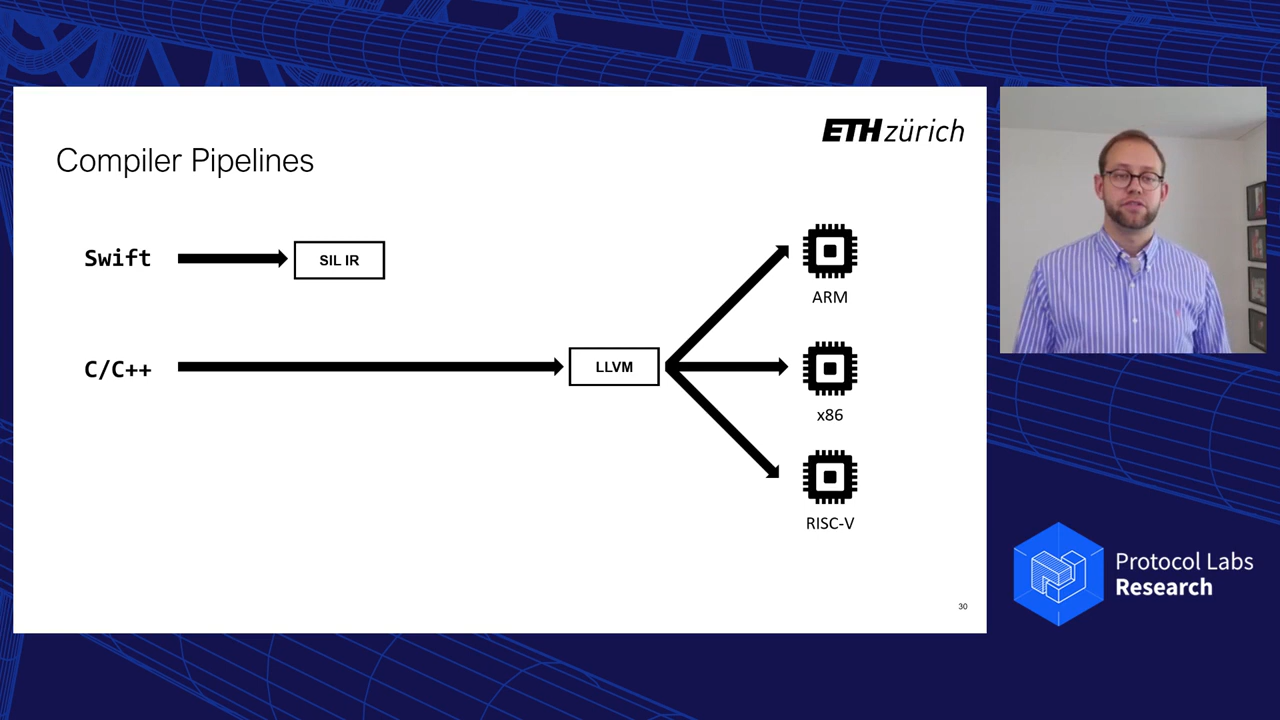 ETH zürich
Compiler Pipelines
Swift
SIL IR
ARM
C/C++
LLVM
x86
RISC-V
30
Protocol Labs
Research